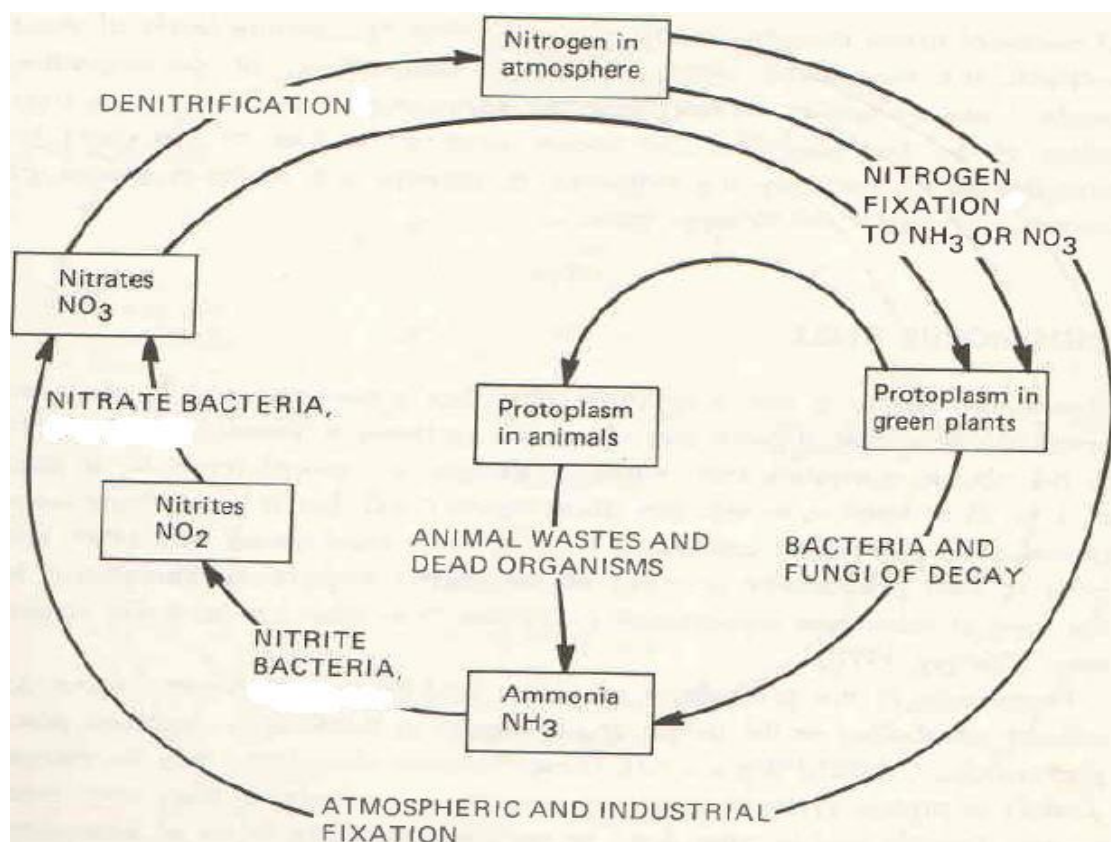 Nitrogen in
atmosphere
DENITRIFICATION
NITROGEN
FIXATION
TO NH3 OR NO3
Nitrates
NO3
NITRATE BACTERIA,
Protoplasm
in animals
Protoplasm in
green plants
Nitrites
NO2
ANIMAL WASTES AND
DEAD ORGANISMS
BACTERIA AND
FUNGI OF DECAY
NITRITE
BACTERIA,
Ammonia
NH3
ATMOSPHERIC AND INDUSTRIAL
FIXATION